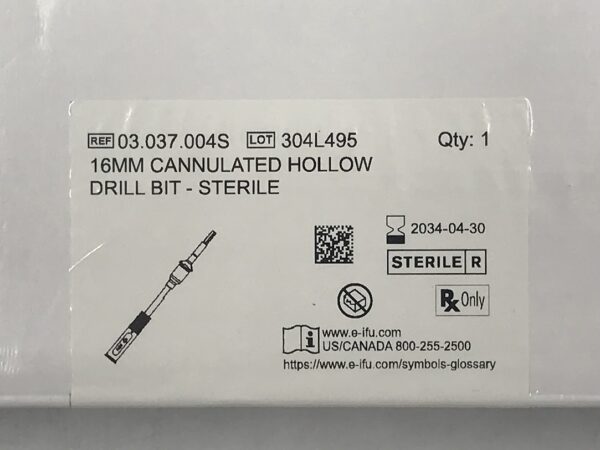 REF 03.037.004S LOT 304L495 Qty: 1
16MM CANNULATED HOLLOW
DRILL BIT - STERILE
2034-04-30
STERILE R
Rx Only
www.e-ifu.com
US/CANADA 800-255-2500
https://www.e-ifu.com/symbols-glossary